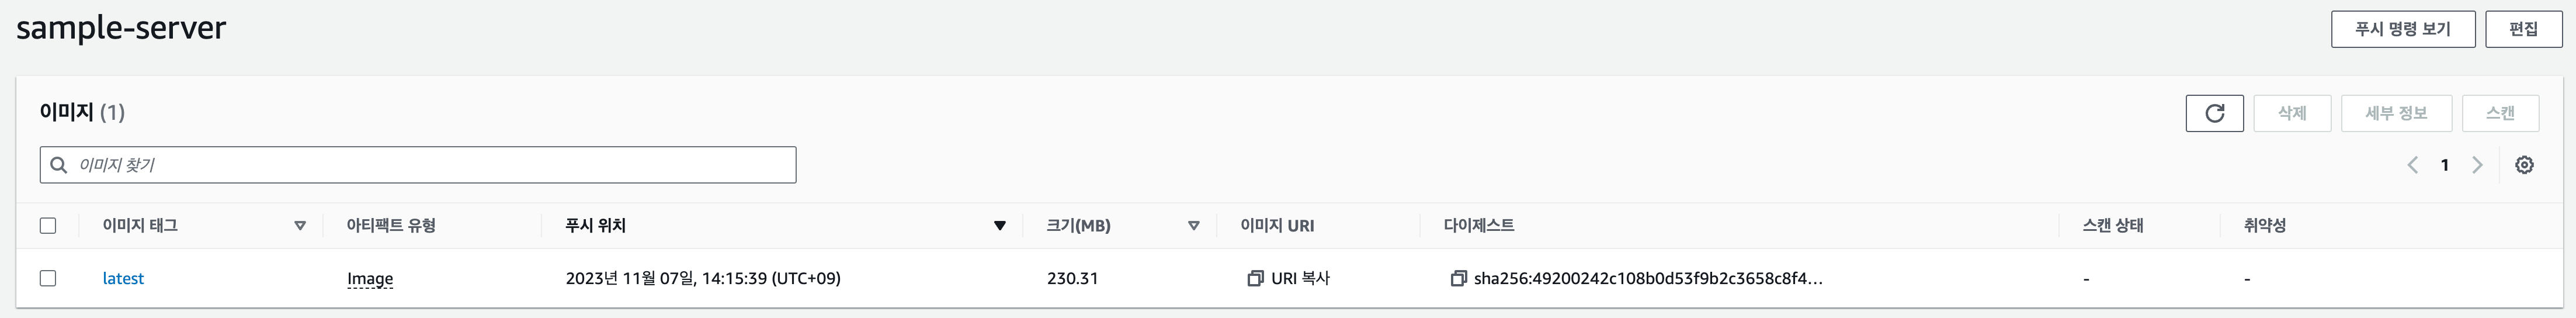 sample-server
푸시 명령 보기
편집
이미지 (1)
삭제
세부 정보
스캔
이미지 찾기
1
이미지 태그 아티팩트 유형 푸시 위치 크기(MB) 이미지 URI 다이제스트 스캔 상태 취약성
latest Image 2023년 11월 07일, 14:15:39 (UTC+09) 230.31 URI 복사 sha256:49200242c108b0d53f9b2c3658c8f4... - -